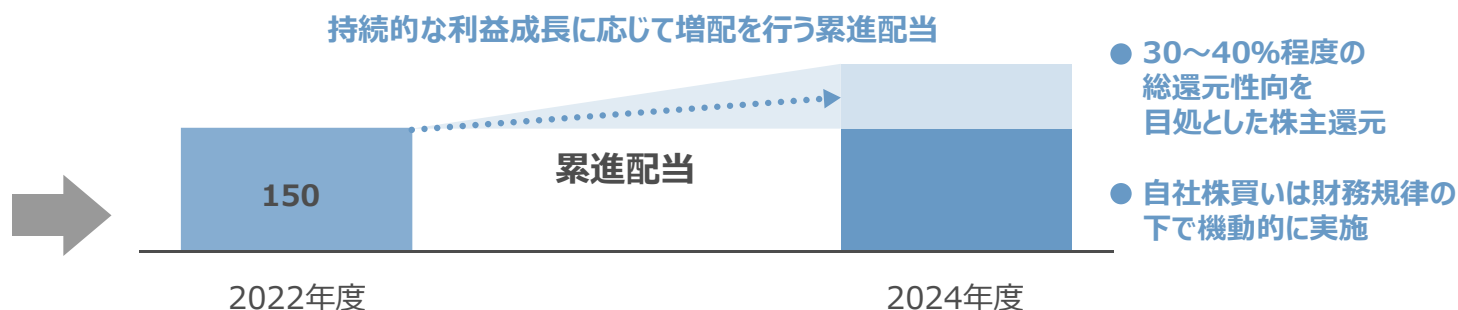 持続的な利益成長に応じて増配を行う累進配当
150
累進配当
2022年度
2024年度
● 30～40%程度の
総還元性向を
目処とした株主還元
● 自社株買いは財務規律の
下で機動的に実施